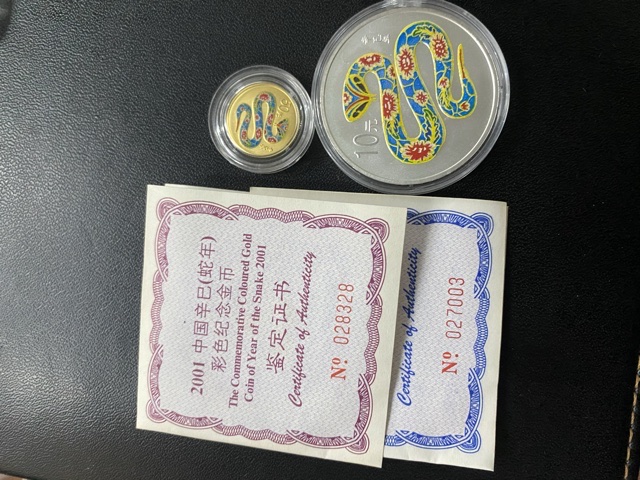 10元
2001 中国辛巳(蛇年)
彩色纪念金币
The Commemorative Coloured Gold
Coin of Year of the Snake 2001
鉴定证书
Certificate of Authenticity
Nº 028328
Certificate of Authenticity
Nº 027003